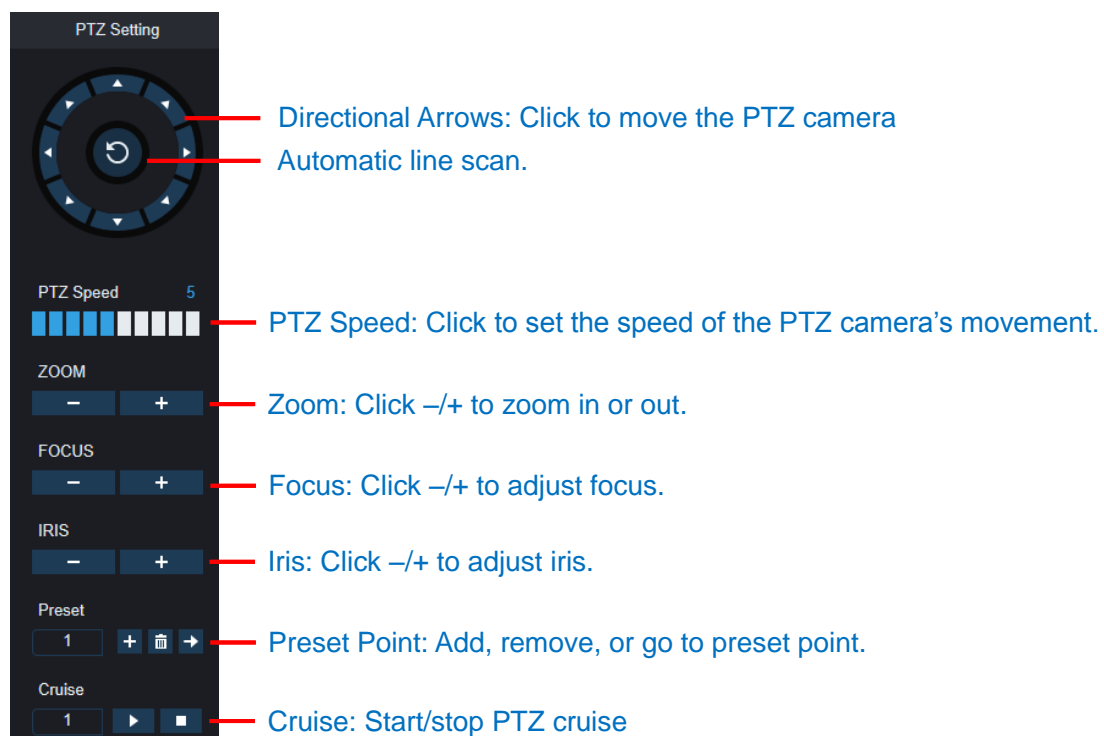 PTZ Setting
Directional Arrows: Click to move the PTZ camera
Automatic line scan.
PTZ Speed 5
PTZ Speed: Click to set the speed of the PTZ camera’s movement.
ZOOM
– +
Zoom: Click –/+ to zoom in or out.
FOCUS
– +
Focus: Click –/+ to adjust focus.
IRIS
– +
Iris: Click –/+ to adjust iris.
Preset
1 +
Preset Point: Add, remove, or go to preset point.
Cruise
1
Cruise: Start/stop PTZ cruise